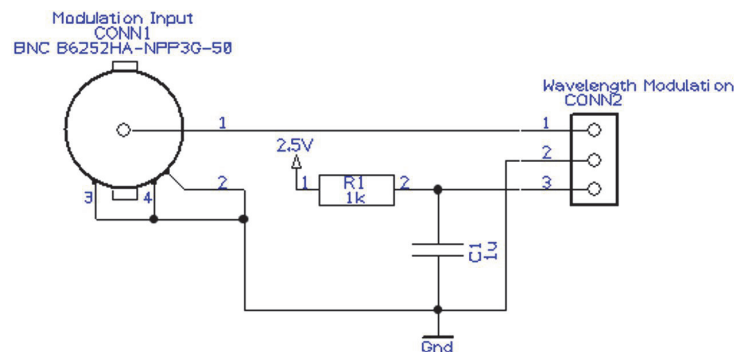 Modulation Input
CONN1
BNC B6252HA-NPP3G-50
Wavelength Modulation
CONN2
1
1
2.5V
2
1
R1
1k
2
2
3
3
4
C1
1u
Gnd